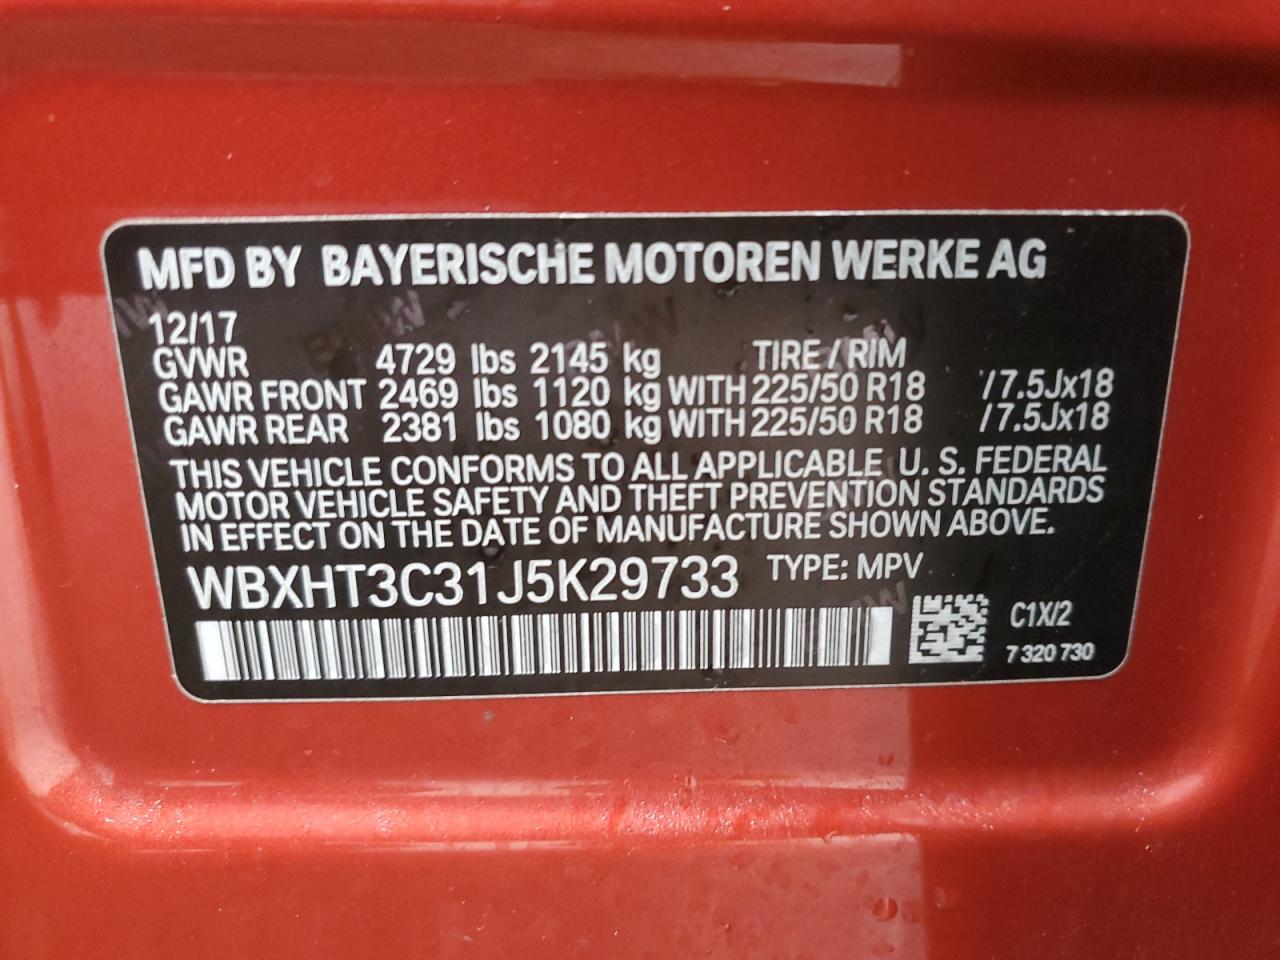 MFD BY BAYERISCHE MOTOREN WERKE AG
12/17
GVWR 4729 lbs 2145 kg TIRE / RIM
GAWR FRONT 2469 lbs 1120 kg WITH 225/50 R18 /7.5Jx18
GAWR REAR 2381 lbs 1080 kg WITH 225/50 R18 /7.5Jx18
THIS VEHICLE CONFORMS TO ALL APPLICABLE U. S. FEDERAL
MOTOR VEHICLE SAFETY AND THEFT PREVENTION STANDARDS
IN EFFECT ON THE DATE OF MANUFACTURE SHOWN ABOVE.
WBXHT3C31J5K29733 TYPE: MPV
C1X/2
7 320 730